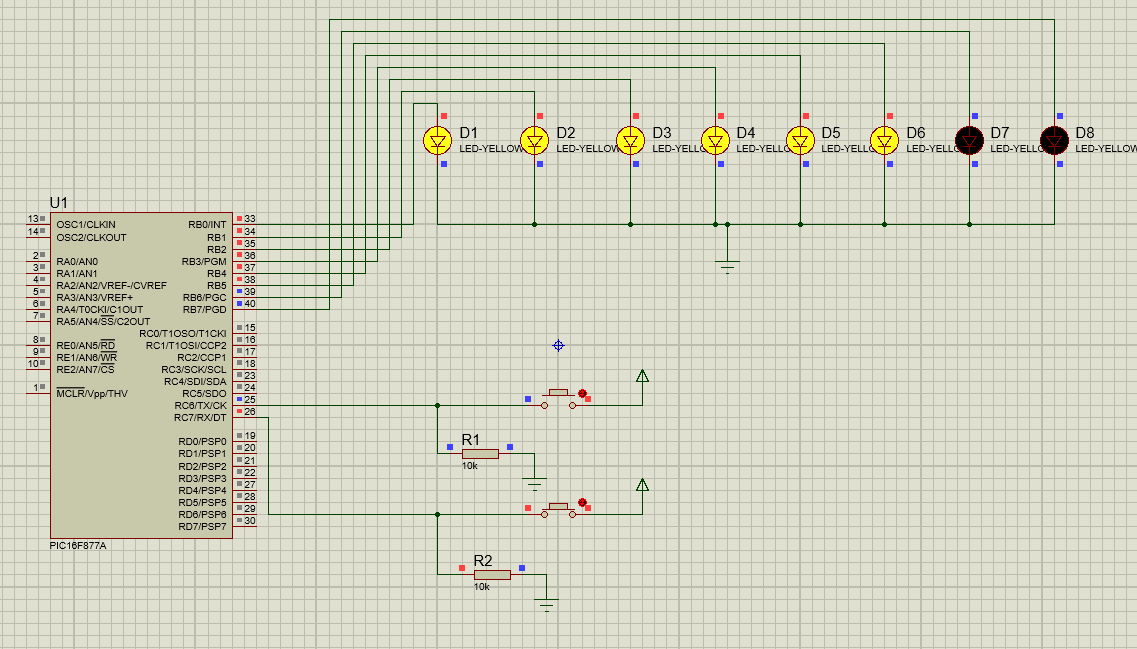 D1
LED-YELLOW
D2
LED-YELLOW
D3
LED-YELLO
D4
LED-YELLO
D5
LED-YELLO
D6
LED-YELLO
D7
LED-YELLO
D8
LED-YELLOW
U1
13 OSC1/CLKIN RB0/INT 33
14 OSC2/CLKOUT RB1 34
RB2 35
2 RA0/AN0 RB3/PGM 36
3 RA1/AN1 RB4 37
4 RA2/AN2/VREF-/CVREF RB5 38
5 RA3/AN3/VREF+ RB6/PGC 39
6 RA4/T0CKI/C1OUT RB7/PGD 40
7 RA5/AN4/SS/C2OUT
RC0/T1OSO/T1CKI 15
8 RE0/AN5/RD RC1/T1OSI/CCP2 16
9 RE1/AN6/WR RC2/CCP1 17
10 RE2/AN7/CS RC3/SCK/SCL 18
RC4/SDI/SDA 23
1 MCLR/Vpp/THV RC5/SDO 24
RC6/TX/CK 25
RC7/RX/DT 26
RD0/PSP0 19
RD1/PSP1 20
RD2/PSP2 21
RD3/PSP3 22
RD4/PSP4 27
RD5/PSP5 28
RD6/PSP6 29
RD7/PSP7 30
PIC16F877A
R1
10k
R2
10k